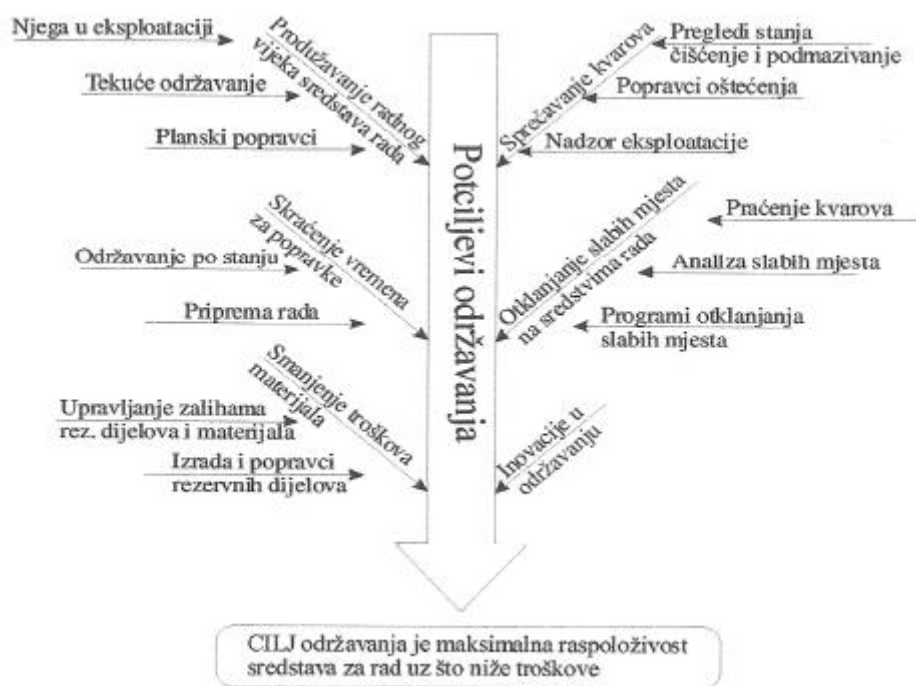 Njega u eksploataciji
Tekuće održavanje
Planski popravci
Produžavanje radnog
vijeka sredstava rada
Pregledi stanja
čišćenje i podmazivanje
Popravci oštećenja
Nadzor eksploatacije
Sprečavanje kvarova
Potciljevi održavanja
Održavanje po stanju
Priprema rada
Skraćenje vremena
za popravke
Praćenje kvarova
Analiza slabih mjesta
Programi otklanjanja
slabih mjesta
Otklanjanje slabih mjesta
na sredstvima rada
Upravljanje zalihama
rez. dijelova i materijala
Izrada i popravci
rezervnih dijelova
Smanjenje troškova
materijala
Inovacije u
održavanju
CILJ održavanja je maksimalna raspoloživost
sredstava za rad uz što niže troškove